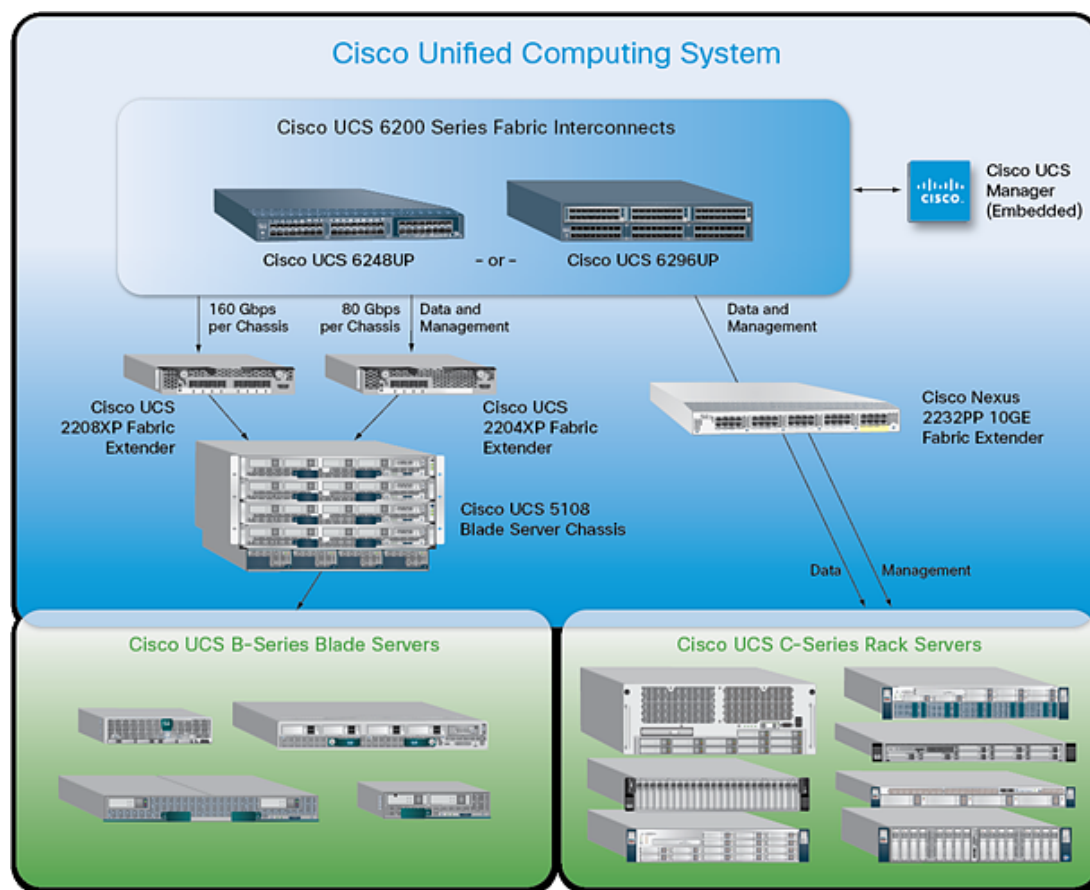 Cisco Unified Computing System
Cisco UCS 6200 Series Fabric Interconnects
Cisco UCS 6248UP
- or -
Cisco UCS 6296UP
CISCO.
Cisco UCS
Manager
(Embedded)
160 Gbps
per Chassis
80 Gbps
per Chassis
Data and
Management
Data and
Management
Cisco UCS
2208XP Fabric
Extender
Cisco UCS
2204XP Fabric
Extender
Cisco Nexus
2232PP 10GE
Fabric Extender
Cisco UCS 5108
Blade Server Chassis
Data
Management
Cisco UCS B-Series Blade Servers
Cisco UCS C-Series Rack Servers